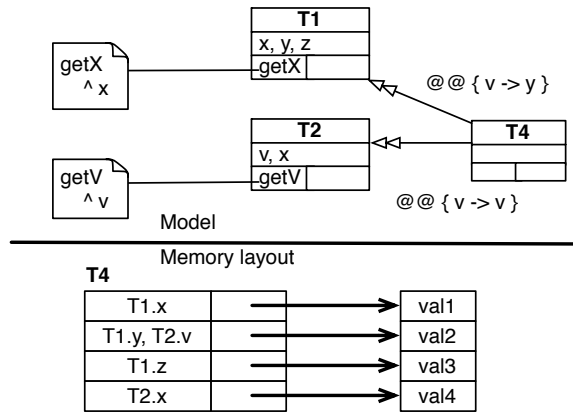 T1
x, y, z
getX
getX
^ x
@@ { v -> y }
T2
v, x
getV
T4
getV
^ v
@@ { v -> v }
Model
Memory layout
T4
T1.x
val1
T1.y, T2.v
val2
T1.z
val3
T2.x
val4